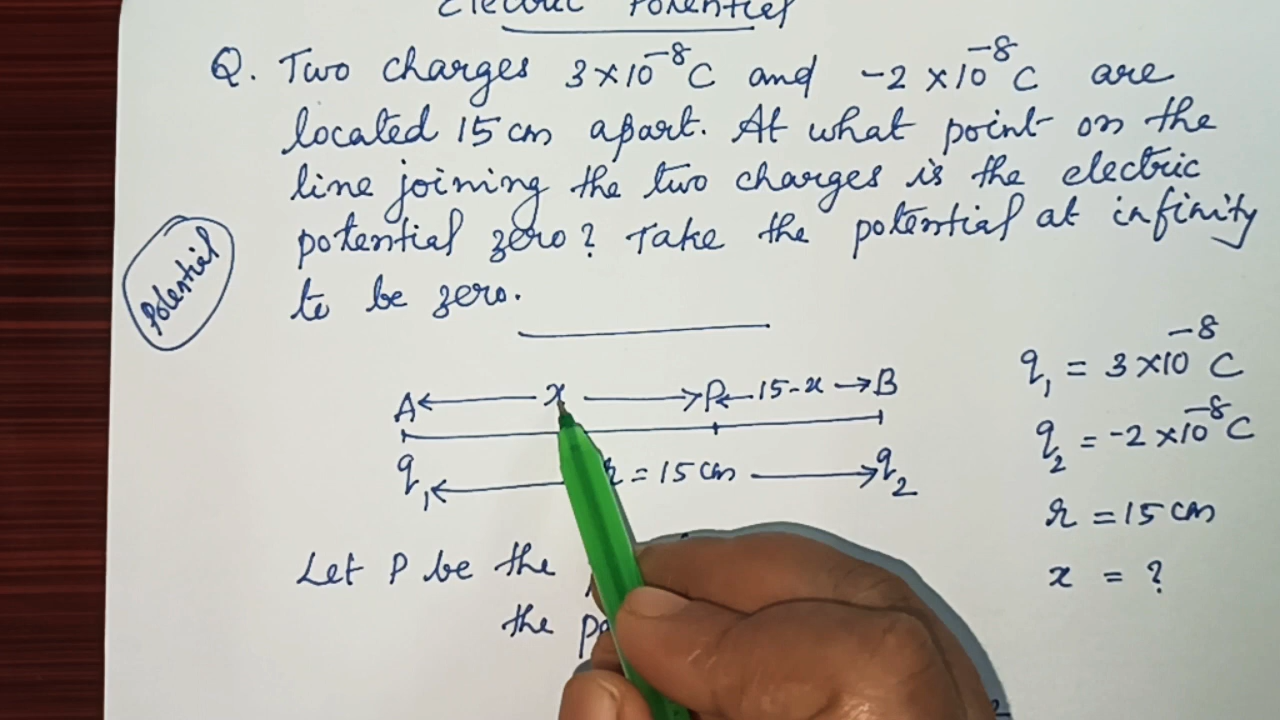 Electric Potential
Q. Two charges 3×10⁻⁸C and -2×10⁻⁸C are
located 15 cm apart. At what point on the
line joining the two charges is the electric
potential zero? Take the potential at infinity
to be zero.
Potential
A ← x → P ← 15-x → B
q₁ ← r = 15 cm → q₂
q₁ = 3×10⁻⁸C
q₂ = -2×10⁻⁸C
r = 15 cm
x = ?
Let P be the
the